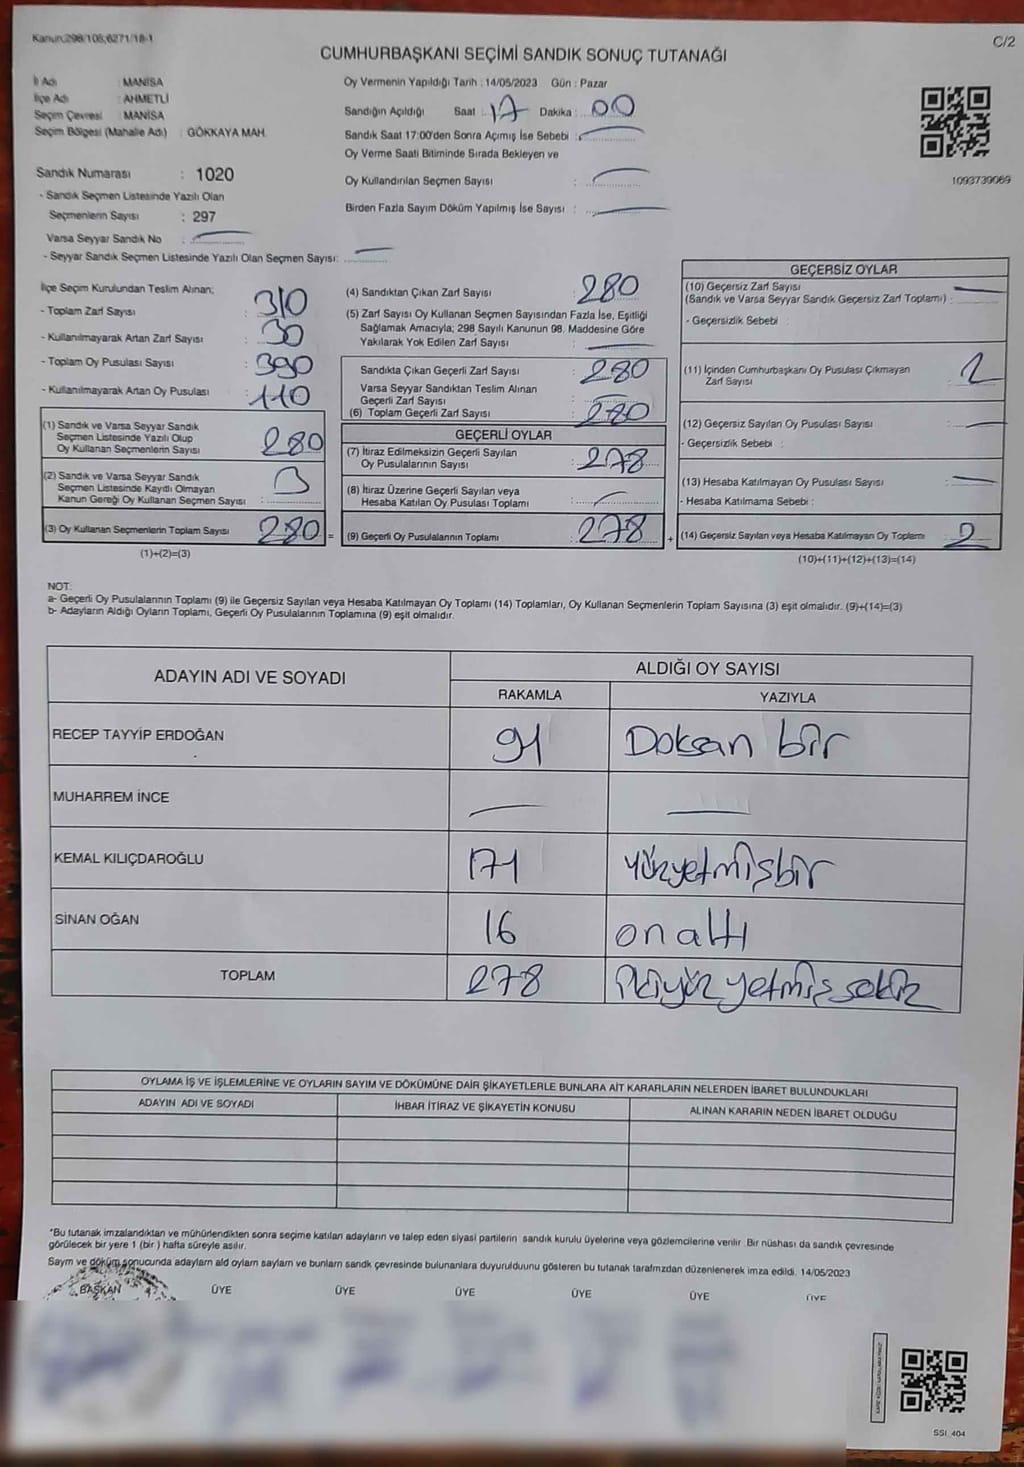 Kanun:298/105;6271/18-1
C/2
CUMHURBAŞKANI SEÇİMİ SANDIK SONUÇ TUTANAĞI
İl Adı : MANİSA
İlçe Adı : AHMETLİ
Seçim Çevresi : MANİSA
Seçim Bölgesi (Mahalle Adı) : GÖKKAYA MAH.
Sandık Numarası : 1020
- Sandık Seçmen Listesinde Yazılı Olan
Seçmenlerin Sayısı : 297
Varsa Seyyar Sandık No :
- Seyyar Sandık Seçmen Listesinde Yazılı Olan Seçmen Sayısı:
Oy Vermenin Yapıldığı Tarih : 14/05/2023 Gün : Pazar
Sandığın Açıldığı Saat : 17 Dakika : 00
Sandık Saat 17:00'den Sonra Açımış İse Sebebi :
Oy Verme Saati Bitiminde Sırada Bekleyen ve
Oy Kullandırılan Seçmen Sayısı :
Birden Fazla Sayım Döküm Yapılmış İse Sayısı :
1093739069
İlçe Seçim Kurulundan Teslim Alınan;
- Toplam Zarf Sayısı : 310
- Kullanılmayarak Artan Zarf Sayısı : 30
- Toplam Oy Pusulası Sayısı : 390
- Kullanılmayarak Artan Oy Pusulası : 110
(1) Sandık ve Varsa Seyyar Sandık
Seçmen Listesinde Yazılı Olup
Oy Kullanan Seçmenlerin Sayısı : 280
(2) Sandık ve Varsa Seyyar Sandık
Seçmen Listesinde Kayıtlı Olmayan
Kanun Gereği Oy Kullanan Seçmen Sayısı : 3
(3) Oy Kullanan Seçmenlerin Toplam Sayısı : 280 =
(1)+(2)=(3)
(4) Sandıktan Çıkan Zarf Sayısı : 280
(5) Zarf Sayısı Oy Kullanan Seçmen Sayısından Fazla İse, Eşitliği
Sağlamak Amacıyla; 298 Sayılı Kanunun 98. Maddesine Göre
Yakılarak Yok Edilen Zarf Sayısı :
Sandıkta Çıkan Geçerli Zarf Sayısı : 280
Varsa Seyyar Sandıktan Teslim Alınan
Geçerli Zarf Sayısı :
(6) Toplam Geçerli Zarf Sayısı : 280
GEÇERLİ OYLAR
(7) İtiraz Edilmeksizin Geçerli Sayılan
Oy Pusulalarının Sayısı : 278
(8) İtiraz Üzerine Geçerli Sayılan veya
Hesaba Katılan Oy Pusulası Toplamı :
(9) Geçerli Oy Pusulalarının Toplamı : 278 +
GEÇERSİZ OYLAR
(10) Geçersiz Zarf Sayısı
(Sandık ve Varsa Seyyar Sandık Geçersiz Zarf Toplamı) :
- Geçersizlik Sebebi :
(11) İçinden Cumhurbaşkanı Oy Pusulası Çıkmayan
Zarf Sayısı : 2
(12) Geçersiz Sayılan Oy Pusulası Sayısı :
- Geçersizlik Sebebi :
(13) Hesaba Katılmayan Oy Pusulası Sayısı :
- Hesaba Katılmama Sebebi :
(14) Geçersiz Sayılan veya Hesaba Katılmayan Oy Toplamı 2
(10)+(11)+(12)+(13)=(14)
NOT:
a- Geçerli Oy Pusulalarının Toplamı (9) ile Geçersiz Sayılan veya Hesaba Katılmayan Oy Toplamı (14) Toplamları, Oy Kullanan Seçmenlerin Toplam Sayısına (3) eşit olmalıdır. (9)+(14)=(3)
b- Adayların Aldığı Oyların Toplamı, Geçerli Oy Pusulalarının Toplamına (9) eşit olmalıdır.
ADAYIN ADI VE SOYADI
ALDIĞI OY SAYISI
RAKAMLA YAZIYLA
RECEP TAYYİP ERDOĞAN 91 Doksan bir
MUHARREM İNCE
KEMAL KILIÇDAROĞLU 171 yüzyetmişbir
SİNAN OĞAN 16 on altı
TOPLAM 278 ikiyüz yetmiş sekiz
OYLAMA İŞ VE İŞLEMLERİNE VE OYLARIN SAYIM VE DÖKÜMÜNE DAİR ŞİKAYETLERLE BUNLARA AİT KARARLARIN NELERDEN İBARET BULUNDUKLARI
ADAYIN ADI VE SOYADI İHBAR İTİRAZ VE ŞİKAYETİN KONUSU ALINAN KARARIN NEDEN İBARET OLDUĞU
*Bu tutanak imzalandıktan ve mühürlendikten sonra seçime katılan adayların ve talep eden siyasi partilerin sandık kurulu üyelerine veya gözlemcilerine verilir. Bir nüshası da sandık çevresinde
görülecek bir yere 1 (bir) hafta süreyle asılır.
Sayım ve döküm sonucunda adaylarn ald oylarn saylarn ve bunlarn sandk çevresinde bulunanlara duyurulduunu gösteren bu tutanak tarafmzdan düzenlenerek imza edildi. 14/05/2023
BAŞKAN ÜYE ÜYE ÜYE ÜYE ÜYE ÜYE
SSI_404